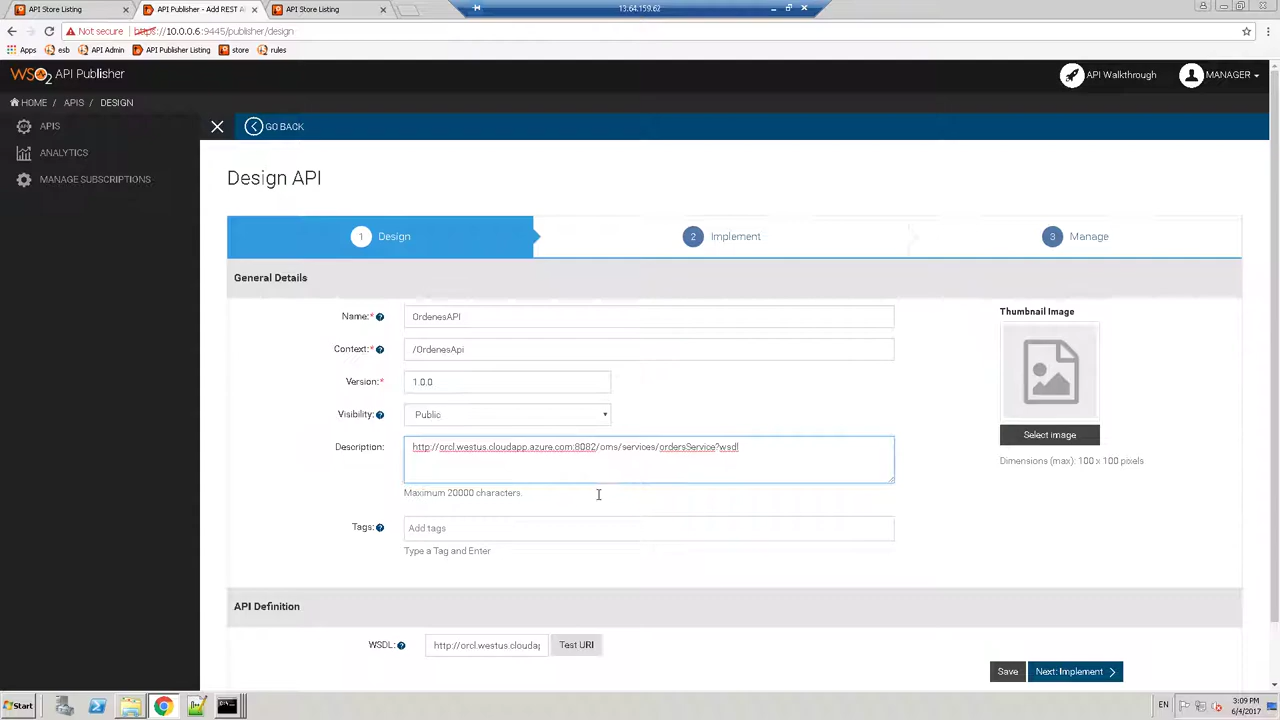 API Store Listing
API Publisher - Add REST A
API Store Listing
13.64.159.62
Not secure
https://10.0.0.6:9445/publisher/design
Apps
esb
API Admin
API Publisher Listing
store
rules
WSO2 API Publisher
API Walkthrough
MANAGER
HOME / APIS / DESIGN
APIS
GO BACK
ANALYTICS
MANAGE SUBSCRIPTIONS
Design API
1 Design
2 Implement
3 Manage
General Details
Name:* OrdenesAPI
Thumbnail Image
Context:* /OrdenesApi
Version:* 1.0.0
Visibility: Public
Description: http://orcl.westus.cloudapp.azure.com:8082/oms/services/ordersService?wsdl
Select image
Dimensions (max): 100 x 100 pixels
Maximum 20000 characters.
Tags: Add tags
Type a Tag and Enter
API Definition
WSDL: http://orcl.westus.cloudap
Test URI
Save
Next: Implement
Start
EN
3:09 PM
6/4/2017